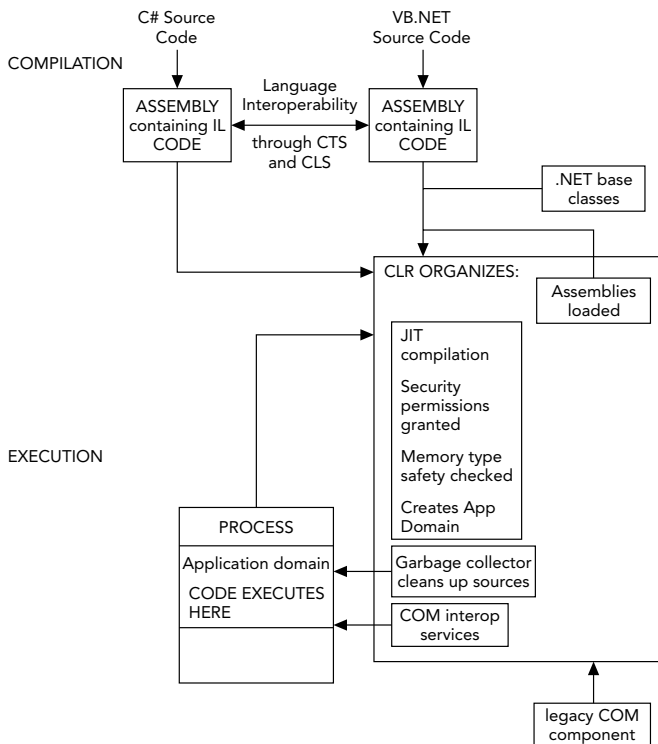 C# Source
Code
VB.NET
Source Code
COMPILATION
ASSEMBLY
containing IL
CODE
Language
Interoperability
through CTS
and CLS
ASSEMBLY
containing IL
CODE
.NET base
classes
CLR ORGANIZES:
Assemblies
loaded
JIT
compilation
Security
permissions
granted
Memory type
safety checked
Creates App
Domain
EXECUTION
PROCESS
Application domain
CODE EXECUTES
HERE
Garbage collector
cleans up sources
COM interop
services
legacy COM
component